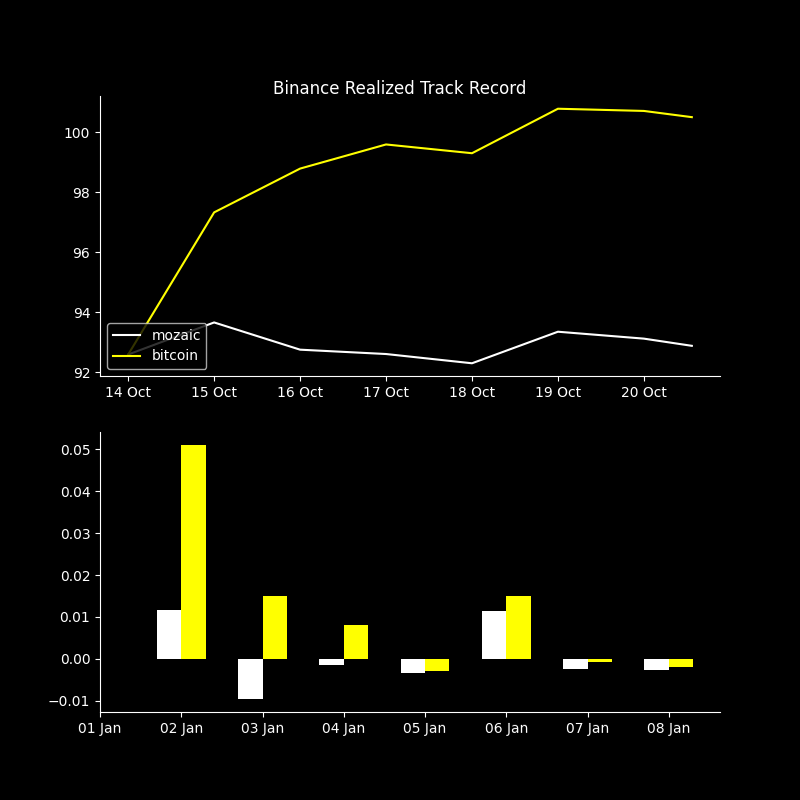 Binance Realized Track Record
100
98
96
94
92
mozaic
bitcoin
14 Oct 15 Oct 16 Oct 17 Oct 18 Oct 19 Oct 20 Oct
0.05
0.04
0.03
0.02
0.01
0.00
−0.01
01 Jan 02 Jan 03 Jan 04 Jan 05 Jan 06 Jan 07 Jan 08 Jan